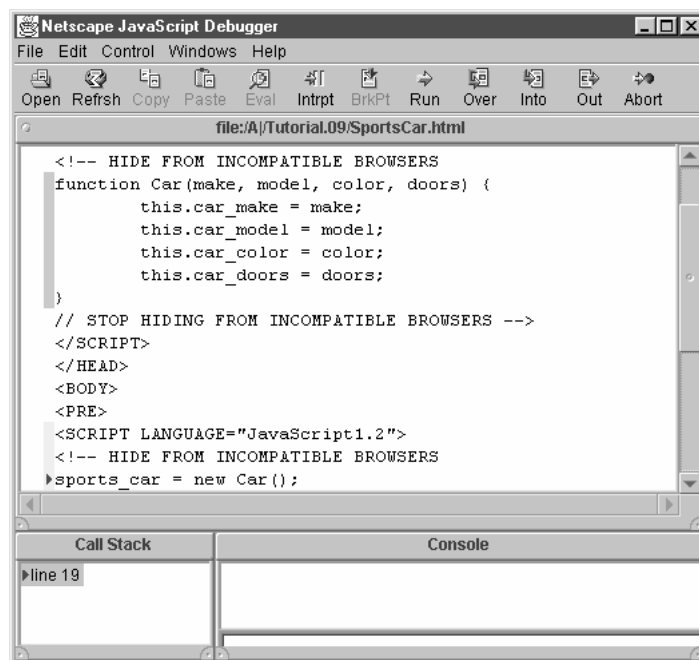 Netscape JavaScript Debugger
File Edit Control Windows Help
Open Refrsh Copy Paste Eval Intrpt BrkPt Run Over Into Out Abort
file:/A|/Tutorial.09/SportsCar.html
<!-- HIDE FROM INCOMPATIBLE BROWSERS
function Car(make, model, color, doors) {
        this.car_make = make;
        this.car_model = model;
        this.car_color = color;
        this.car_doors = doors;
}
// STOP HIDING FROM INCOMPATIBLE BROWSERS -->
</SCRIPT>
</HEAD>
<BODY>
<PRE>
<SCRIPT LANGUAGE="JavaScript1.2">
<!-- HIDE FROM INCOMPATIBLE BROWSERS
sports_car = new Car();
Call Stack
line 19
Console